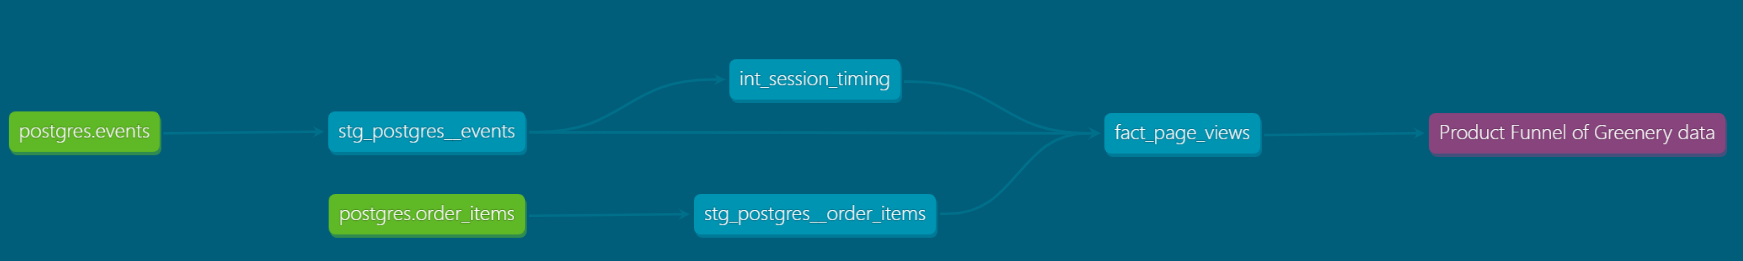 int_session_timing
postgres.events
stg_postgres__events
fact_page_views
Product Funnel of Greenery data
postgres.order_items
stg_postgres__order_items